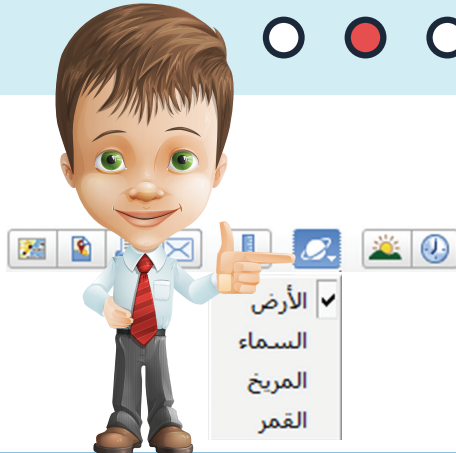 الأرض
السماء
المريخ
القمر